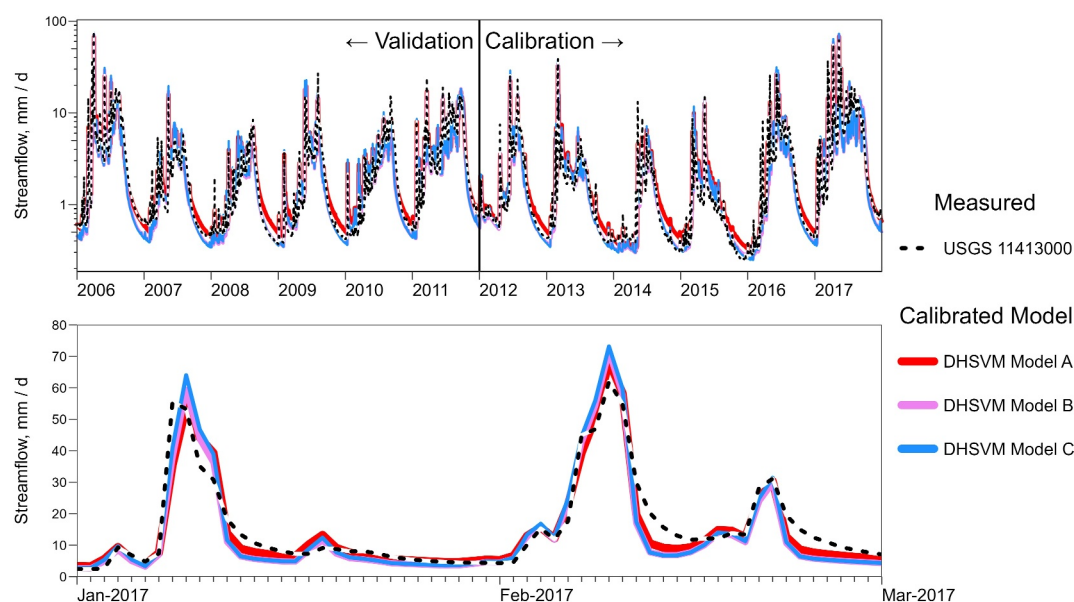 Streamflow, mm / d
100
10
1
← Validation
Calibration →
2006 2007 2008 2009 2010 2011 2012 2013 2014 2015 2016 2017
Streamflow, mm / d
80
70
60
50
40
30
20
10
0
Jan-2017 Feb-2017 Mar-2017
Measured
USGS 11413000
Calibrated Model
DHSVM Model A
DHSVM Model B
DHSVM Model C